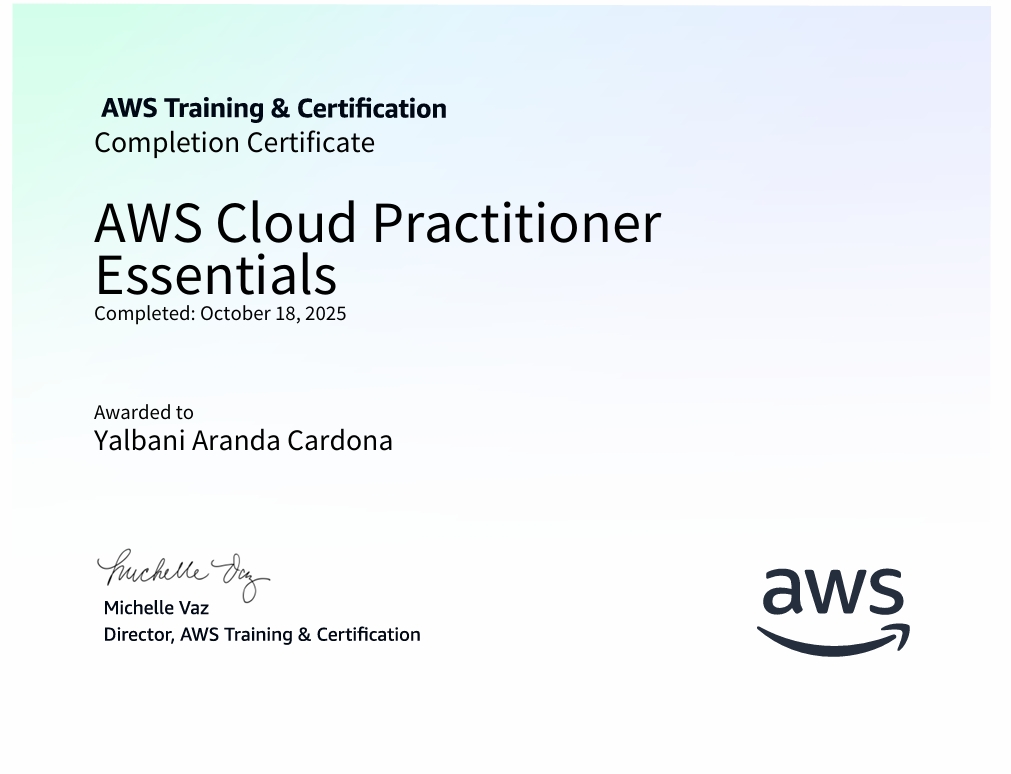 AWS Training & Certification
Completion Certificate
AWS Cloud Practitioner
Essentials
Completed: October 18, 2025
Awarded to
Yalbani Aranda Cardona
Michelle Vaz
Michelle Vaz
Director, AWS Training & Certification
aws